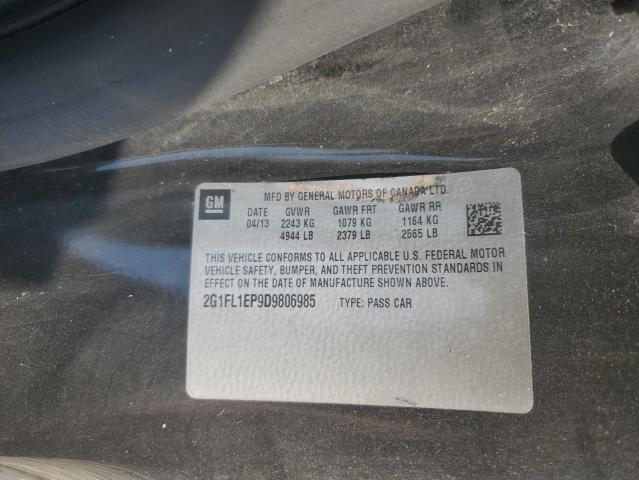 GM
MFD BY GENERAL MOTORS OF CANADA LTD.
DATE GVWR GAWR FRT GAWR RR
04/13 2243 KG 1079 KG 1164 KG
4944 LB 2379 LB 2565 LB
THIS VEHICLE CONFORMS TO ALL APPLICABLE U.S. FEDERAL MOTOR
VEHICLE SAFETY, BUMPER, AND THEFT PREVENTION STANDARDS IN
EFFECT ON THE DATE OF MANUFACTURE SHOWN ABOVE.
2G1FL1EP9D9806985 TYPE: PASS CAR